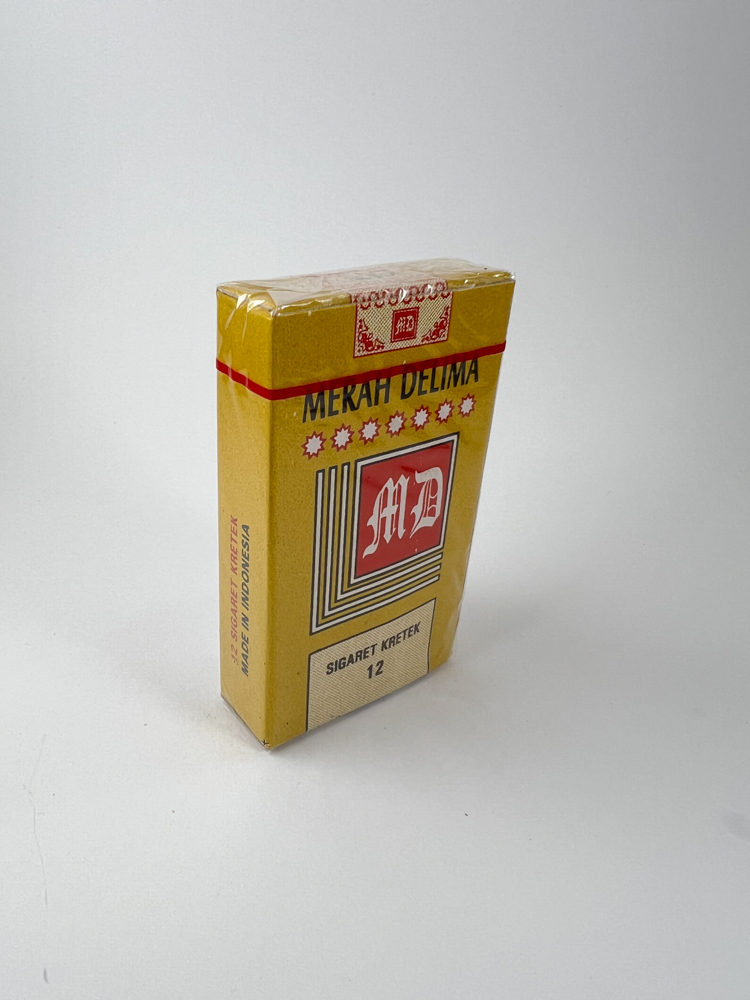 MD
MERAH DELIMA
MD
SIGARET KRETEK
12
12 SIGARET KRETEK
MADE IN INDONESIA